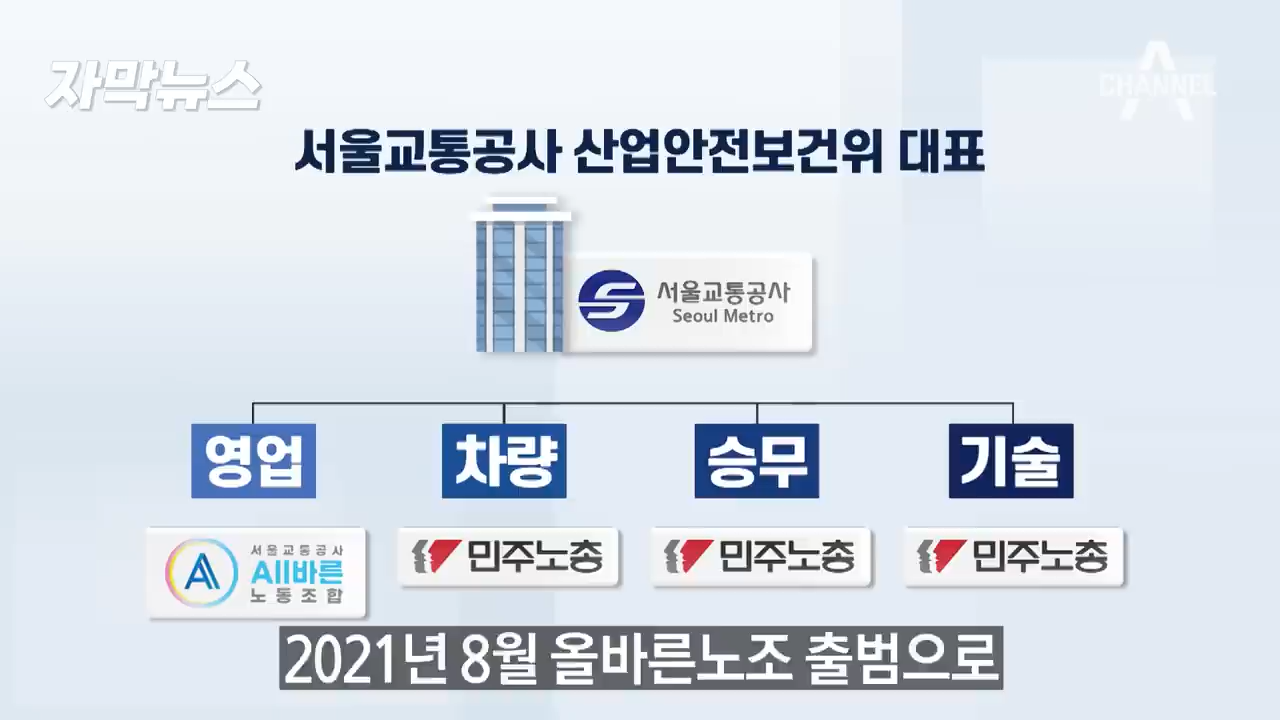 자막뉴스
CHANNEL A
서울교통공사 산업안전보건위 대표
서울교통공사
Seoul Metro
영업
차량
승무
기술
서울교통공사
All바른
노동조합
민주노총
민주노총
민주노총
2021년 8월 올바른노조 출범으로